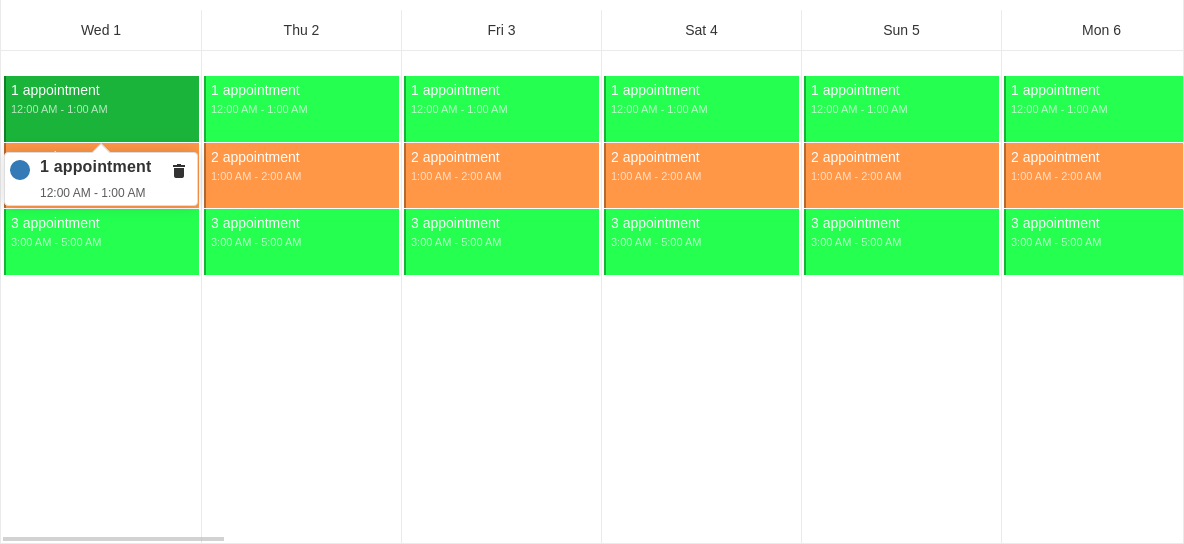 Wed 1
Thu 2
Fri 3
Sat 4
Sun 5
Mon 6
1 appointment
12:00 AM - 1:00 AM
1 appointment
12:00 AM - 1:00 AM
1 appointment
12:00 AM - 1:00 AM
1 appointment
12:00 AM - 1:00 AM
1 appointment
12:00 AM - 1:00 AM
1 appointment
12:00 AM - 1:00 AM
1 appointment
12:00 AM - 1:00 AM
2 appointment
1:00 AM - 2:00 AM
2 appointment
1:00 AM - 2:00 AM
2 appointment
1:00 AM - 2:00 AM
2 appointment
1:00 AM - 2:00 AM
2 appointment
1:00 AM - 2:00 AM
3 appointment
3:00 AM - 5:00 AM
3 appointment
3:00 AM - 5:00 AM
3 appointment
3:00 AM - 5:00 AM
3 appointment
3:00 AM - 5:00 AM
3 appointment
3:00 AM - 5:00 AM
3 appointment
3:00 AM - 5:00 AM